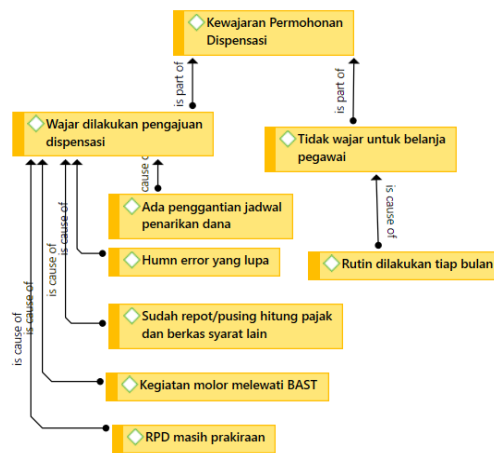 Kewajaran Permohonan
Dispensasi
is part of
is part of
Wajar dilakukan pengajuan
dispensasi
Tidak wajar untuk belanja
pegawai
cause of
is cause of
Ada penggantian jadwal
penarikan dana
is cause of
Humn error yang lupa
Rutin dilakukan tiap bulan
is cause of
Sudah repot/pusing hitung pajak
dan berkas syarat lain
is cause of
Kegiatan molor melewati BAST
is cause of
RPD masih prakiraan